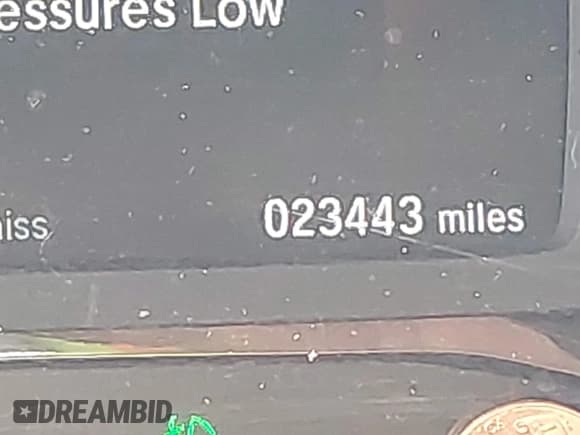 essures Low
iss
023443 miles
DREAMBID